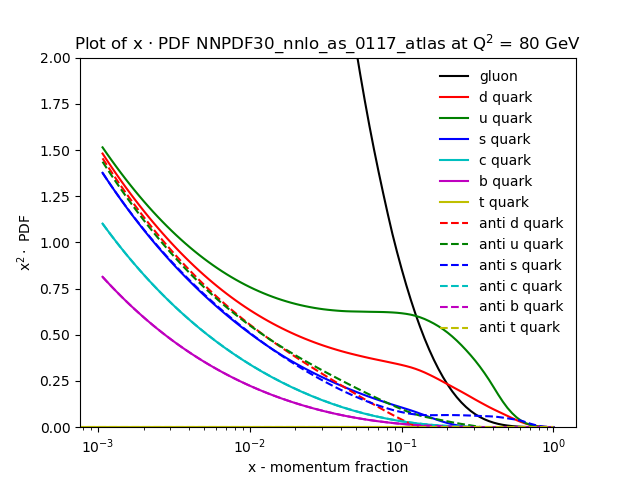 Plot of x · PDF NNPDF30_nnlo_as_0117_atlas at Q² = 80 GeV
x²· PDF
2.00
1.75
1.50
1.25
1.00
0.75
0.50
0.25
0.00
gluon
d quark
u quark
s quark
c quark
b quark
t quark
anti d quark
anti u quark
anti s quark
anti c quark
anti b quark
anti t quark
10⁻³ 10⁻² 10⁻¹ 10⁰
x - momentum fraction